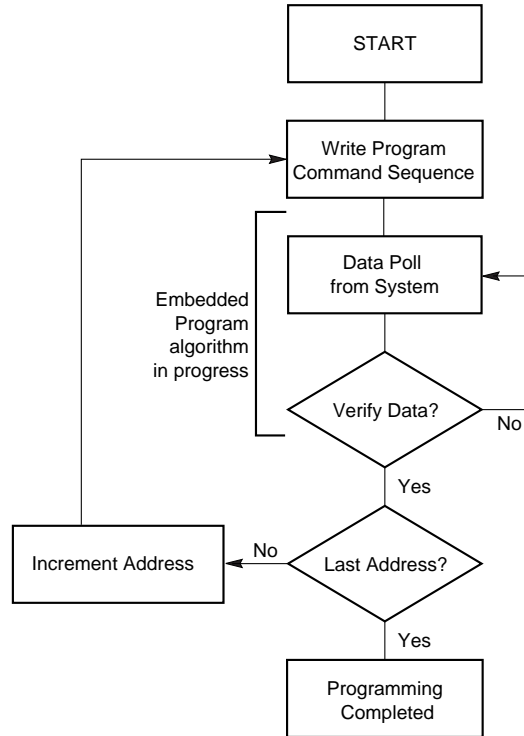 START
Write Program
Command Sequence
Data Poll
from System
Embedded
Program
algorithm
in progress
Verify Data?
No
Yes
Increment Address
No
Last Address?
Yes
Programming
Completed